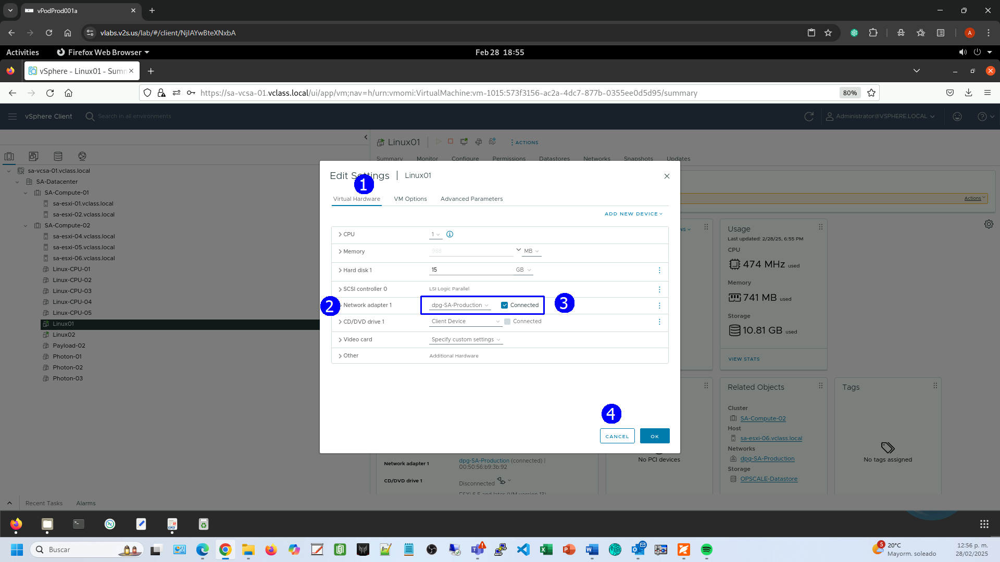 vPodProd001a
vlabs.v2s.us/lab/#/client/NjIAYwBteXNxbA
A
Activities
Firefox Web Browser
Feb 28 18:55
vSphere - Linux01 - Sum
https://sa-vcsa-01.vclass.local/ui/app/vm;nav=h/urn:vmomi:VirtualMachine:vm-1015:573f3156-ac2a-4dc7-877b-0355ee0d5d95/summary
80%
vSphere Client
Search in all environments
Administrator@VSPHERE.LOCAL
Linux01
ACTIONS
Summary Monitor Configure Permissions Datastores Networks Snapshots Updates
sa-vcsa-01.vclass.local
SA-Datacenter
SA-Compute-01
sa-esxi-01.vclass.local
sa-esxi-02.vclass.local
SA-Compute-02
sa-esxi-04.vclass.local
sa-esxi-05.vclass.local
sa-esxi-06.vclass.local
Linux-CPU-01
Linux-CPU-02
Linux-CPU-03
Linux-CPU-04
Linux-CPU-05
Linux01
Linux02
Payload-02
Photon-01
Photon-02
Photon-03
Edit Settings | Linux01
1
Virtual Hardware VM Options Advanced Parameters
ADD NEW DEVICE
CPU 1
Memory 988 MB
Hard disk 1 15 GB
SCSI controller 0 LSI Logic Parallel
2 Network adapter 1 dpg-SA-Production Connected 3
CD/DVD drive 1 Client Device Connected
Video card Specify custom settings
Other Additional Hardware
4
CANCEL OK
Actions
NS
Usage
Last updated: 2/28/25, 6:55 PM
CPU
474 MHz used
Memory
741 MB used
Storage
10.81 GB used
VIEW STATS
Related Objects
Cluster
SA-Compute-02
Host
sa-esxi-06.vclass.local
Networks
dpg-SA-Production
Storage
OPSCALE-Datastore
Tags
No tags assigned
No PCI devices
Network adapter 1 dpg-SA-Production (connected) |
00:50:56:b9:3b:92
CD/DVD drive 1 Disconnected
ESXi 6.5 and later (VM version 13)
Recent Tasks Alarms
Buscar
5
20°C
Mayorm. soleado
12:56 p. m.
28/02/2025